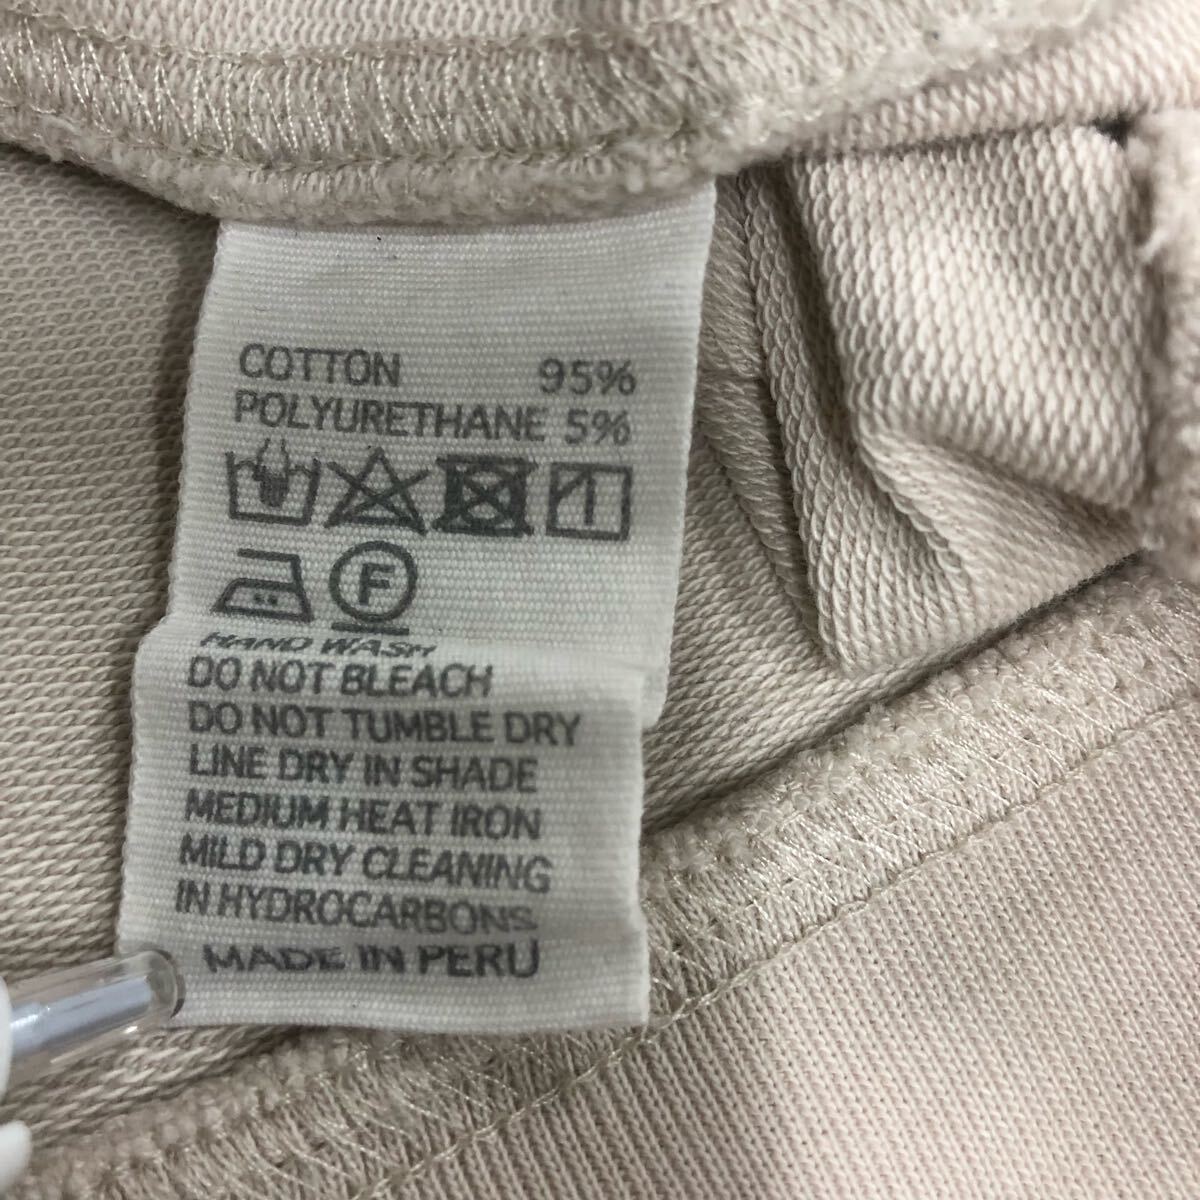 COTTON 95%
POLYURETHANE 5%
F
HAND WASH
DO NOT BLEACH
DO NOT TUMBLE DRY
LINE DRY IN SHADE
MEDIUM HEAT IRON
MILD DRY CLEANING
IN HYDROCARBONS
MADE IN PERU